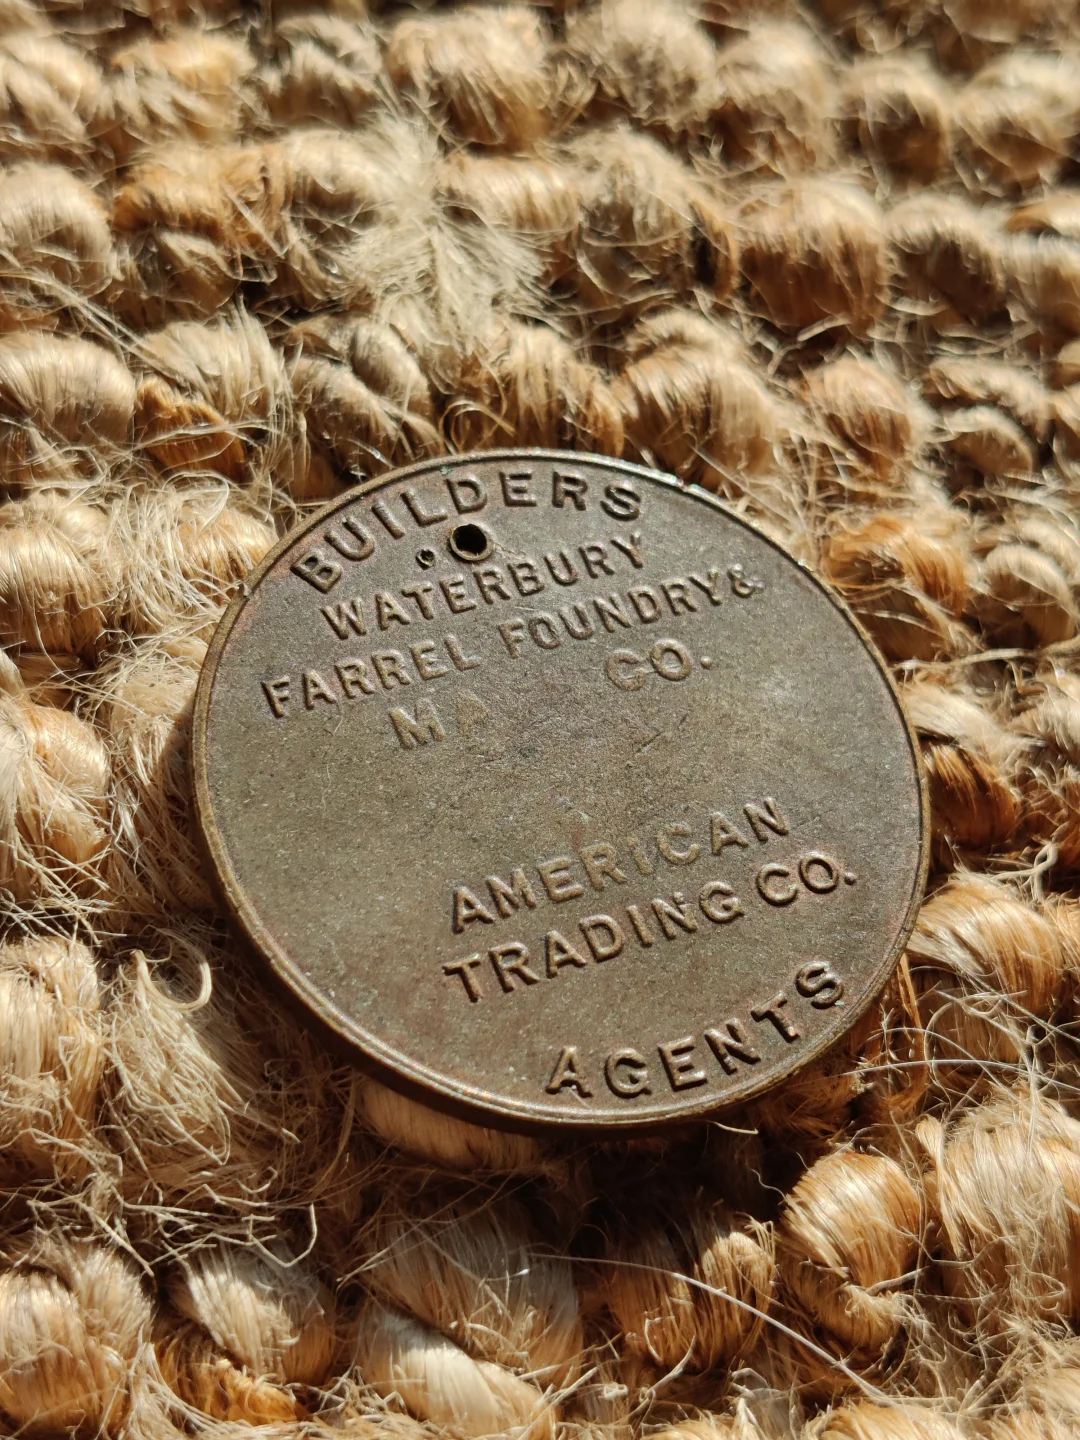 BUILDERS
WATERBURY
FARREL FOUNDRY &
CO.
AMERICAN
TRADING CO.
AGENTS